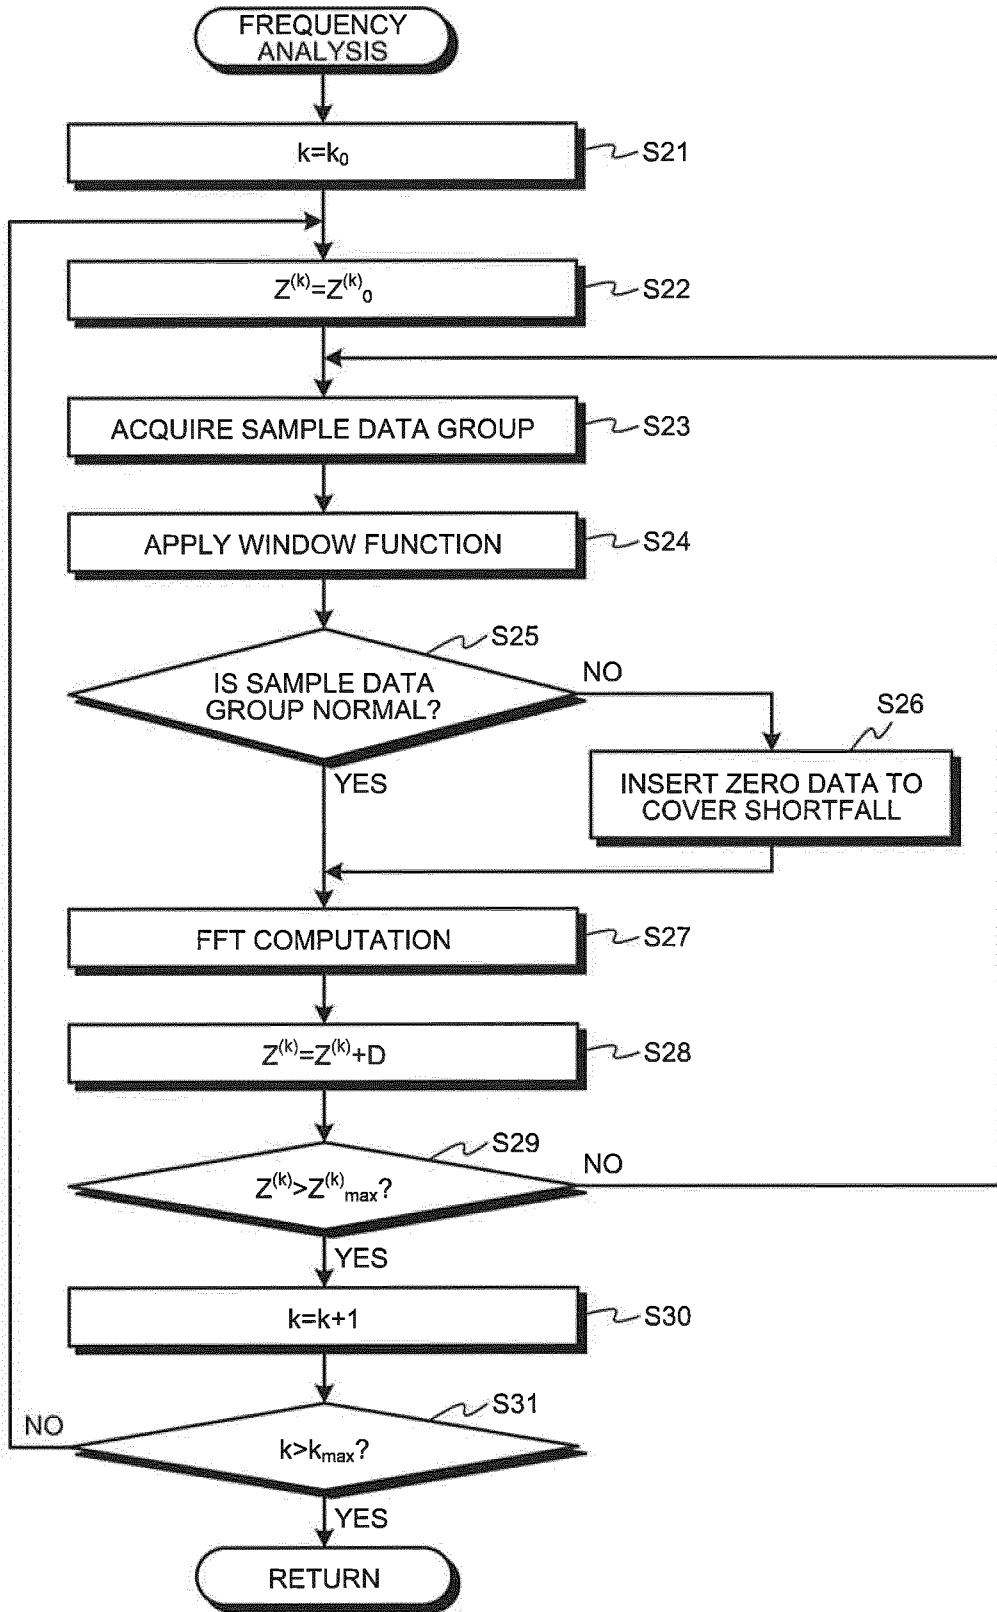 FREQUENCY
ANALYSIS
k=k₀
S21
Z⁽ᵏ⁾=Z⁽ᵏ⁾₀
S22
ACQUIRE SAMPLE DATA GROUP
S23
APPLY WINDOW FUNCTION
S24
S25
IS SAMPLE DATA
GROUP NORMAL?
NO
YES
S26
INSERT ZERO DATA TO
COVER SHORTFALL
FFT COMPUTATION
S27
Z⁽ᵏ⁾=Z⁽ᵏ⁾+D
S28
S29
Z⁽ᵏ⁾>Z⁽ᵏ⁾max?
NO
YES
k=k+1
S30
S31
NO
k>kmax?
YES
RETURN